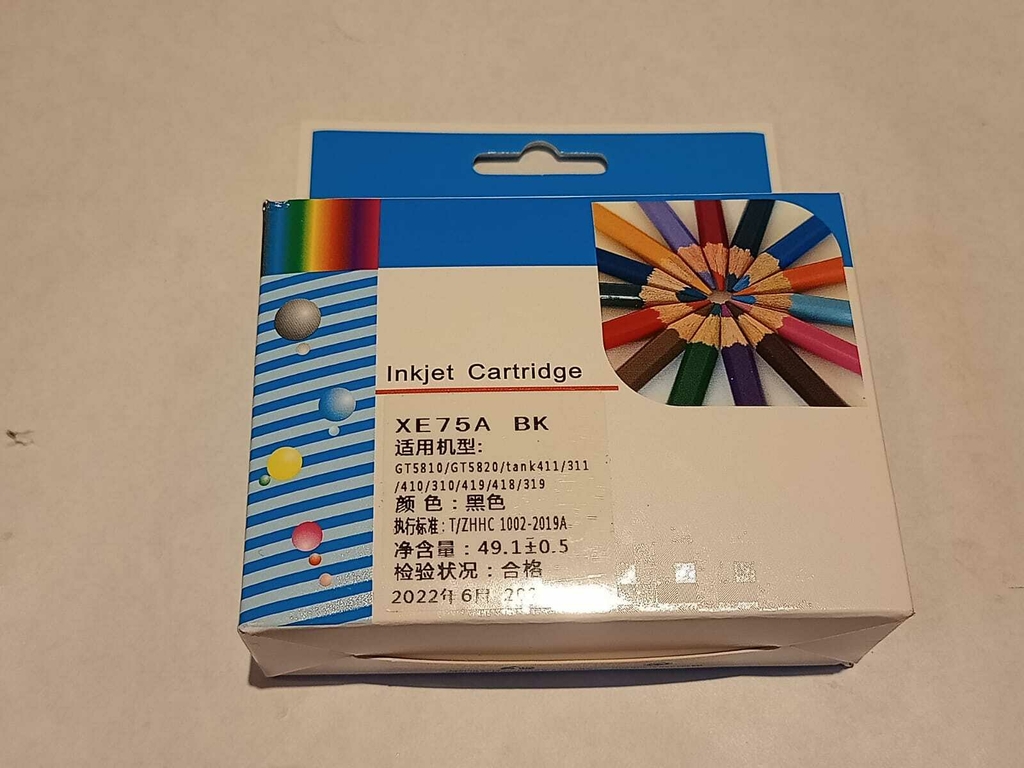 Inkjet Cartridge
XE75A BK
适用机型:
GT5810/GT5820/tank411/311
/410/310/419/418/319
颜 色：黑色
执行标准：T/ZHHC 1002-2019A
净含量：49.1±0.5
检验状况：合格
2022年6月